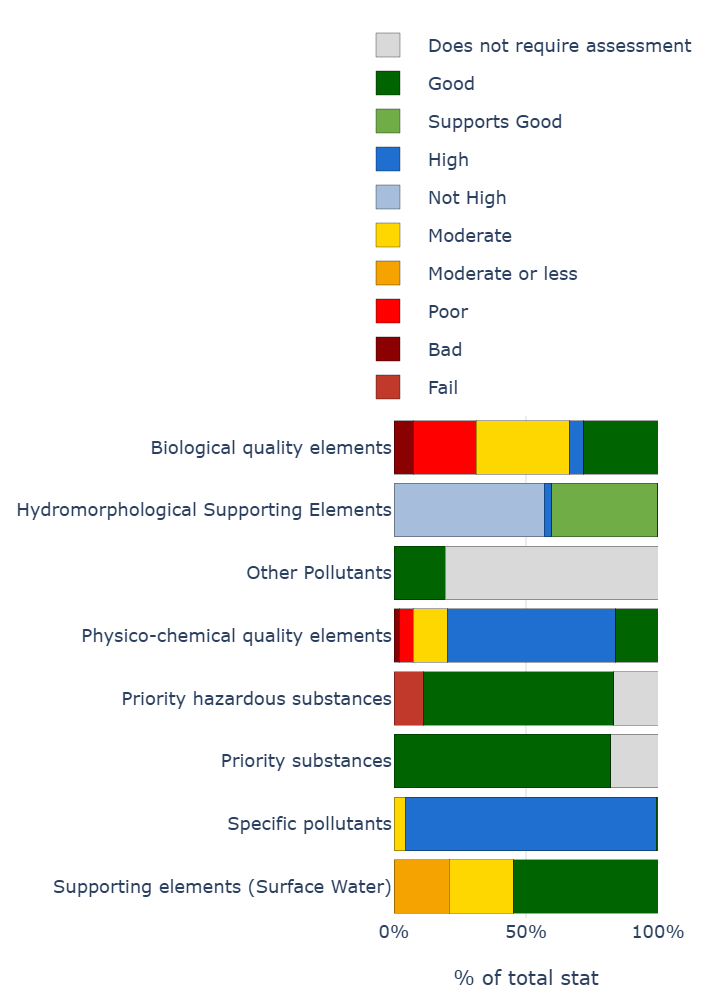 Does not require assessment
Good
Supports Good
High
Not High
Moderate
Moderate or less
Poor
Bad
Fail
Biological quality elements
Hydromorphological Supporting Elements
Other Pollutants
Physico-chemical quality elements
Priority hazardous substances
Priority substances
Specific pollutants
Supporting elements (Surface Water)
0% 50% 100%
% of total stat